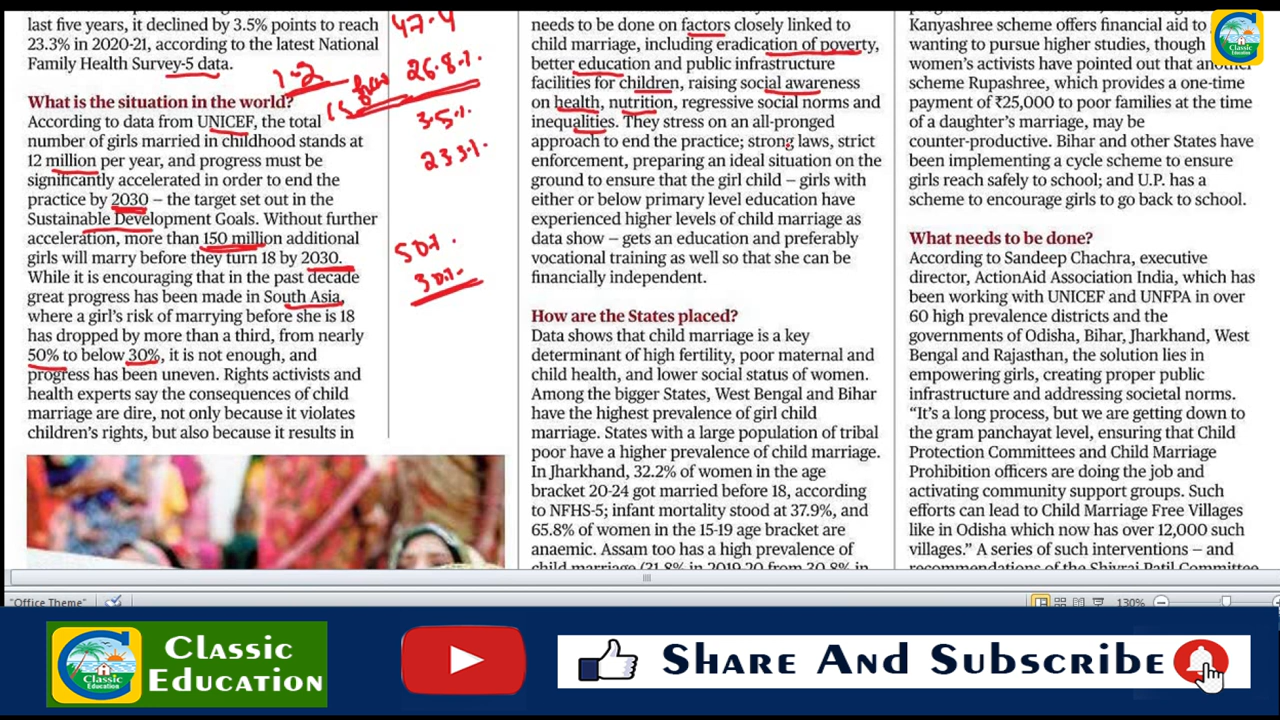 last five years, it declined by 3.5% points to reach
23.3% in 2020-21, according to the latest National
Family Health Survey-5 data.
What is the situation in the world?
According to data from UNICEF, the total
number of girls married in childhood stands at
12 million per year, and progress must be
significantly accelerated in order to end the
practice by 2030 – the target set out in the
Sustainable Development Goals. Without further
acceleration, more than 150 million additional
girls will marry before they turn 18 by 2030.
While it is encouraging that in the past decade
great progress has been made in South Asia,
where a girl's risk of marrying before she is 18
has dropped by more than a third, from nearly
50% to below 30%, it is not enough, and
progress has been uneven. Rights activists and
health experts say the consequences of child
marriage are dire, not only because it violates
children's rights, but also because it results in
47.4
1-2
26.8%.
3.5%
23.3%.
50%.
30%.
needs to be done on factors closely linked to
child marriage, including eradication of poverty,
better education and public infrastructure
facilities for children, raising social awareness
on health, nutrition, regressive social norms and
inequalities. They stress on an all-pronged
approach to end the practice; strong laws, strict
enforcement, preparing an ideal situation on the
ground to ensure that the girl child – girls with
either or below primary level education have
experienced higher levels of child marriage as
data show – gets an education and preferably
vocational training as well so that she can be
financially independent.
How are the States placed?
Data shows that child marriage is a key
determinant of high fertility, poor maternal and
child health, and lower social status of women.
Among the bigger States, West Bengal and Bihar
have the highest prevalence of girl child
marriage. States with a large population of tribal
poor have a higher prevalence of child marriage.
In Jharkhand, 32.2% of women in the age
bracket 20-24 got married before 18, according
to NFHS-5; infant mortality stood at 37.9%, and
65.8% of women in the 15-19 age bracket are
anaemic. Assam too has a high prevalence of
child marriage (31.8% in 2019-20 from 30.8% in
Kanyashree scheme offers financial aid to
wanting to pursue higher studies, though
women's activists have pointed out that another
scheme Rupashree, which provides a one-time
payment of ₹25,000 to poor families at the time
of a daughter's marriage, may be
counter-productive. Bihar and other States have
been implementing a cycle scheme to ensure
girls reach safely to school; and U.P. has a
scheme to encourage girls to go back to school.
What needs to be done?
According to Sandeep Chachra, executive
director, ActionAid Association India, which has
been working with UNICEF and UNFPA in over
60 high prevalence districts and the
governments of Odisha, Bihar, Jharkhand, West
Bengal and Rajasthan, the solution lies in
empowering girls, creating proper public
infrastructure and addressing societal norms.
"It's a long process, but we are getting down to
the gram panchayat level, ensuring that Child
Protection Committees and Child Marriage
Prohibition officers are doing the job and
activating community support groups. Such
efforts can lead to Child Marriage Free Villages
like in Odisha which now has over 12,000 such
villages." A series of such interventions – and
recommendations of the Shivraj Patil Committee
Classic
Education
"Office Theme"
130%
Classic
Education
Classic
Education
Share And Subscribe